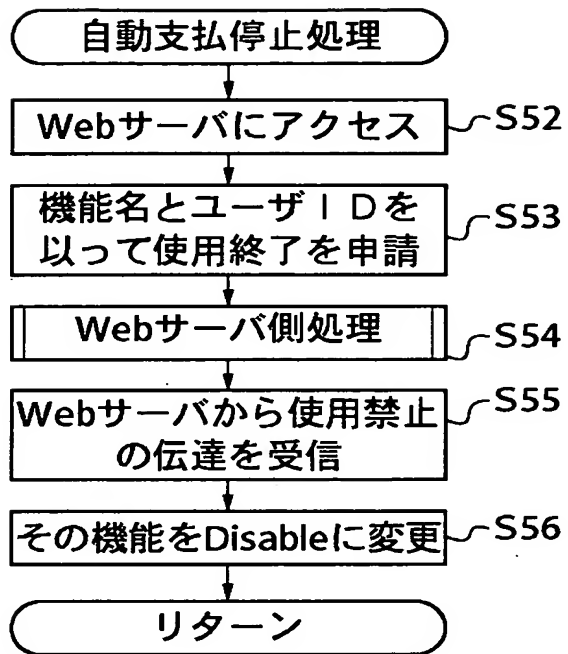 自動支払停止処理
Webサーバにアクセス
S52
機能名とユーザIDを
以って使用終了を申請
S53
Webサーバ側処理
S54
Webサーバから使用禁止
の伝達を受信
S55
その機能をDisableに変更
S56
リターン